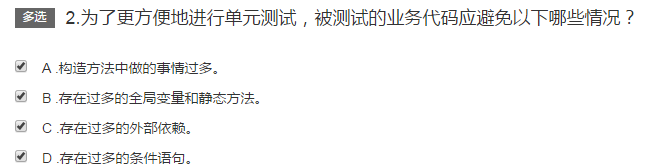 多选 2.为了更方便地进行单元测试，被测试的业务代码应避免以下哪些情况？
A .构造方法中做的事情过多。
B .存在过多的全局变量和静态方法。
C .存在过多的外部依赖。
D .存在过多的条件语句。